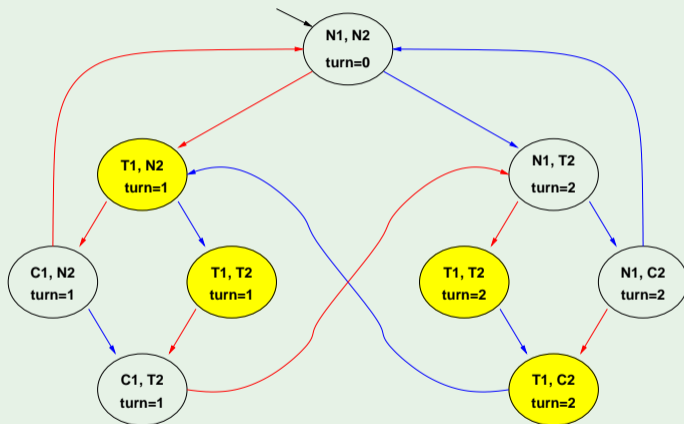 N1, N2
turn=0
T1, N2
turn=1
N1, T2
turn=2
C1, N2
turn=1
T1, T2
turn=1
T1, T2
turn=2
N1, C2
turn=2
C1, T2
turn=1
T1, C2
turn=2